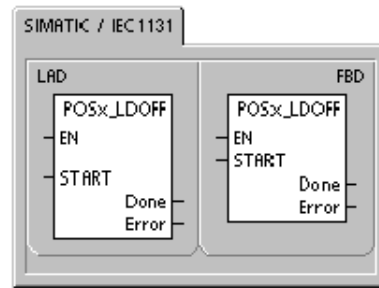 SIMATIC / IEC 1131
LAD
POSx_LDOFF
EN
START
Done
Error
FBD
POSx_LDOFF
EN
START
Done
Error